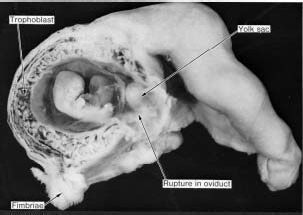 Trophoblast
Yolk sac
Rupture in oviduct
Fimbriae